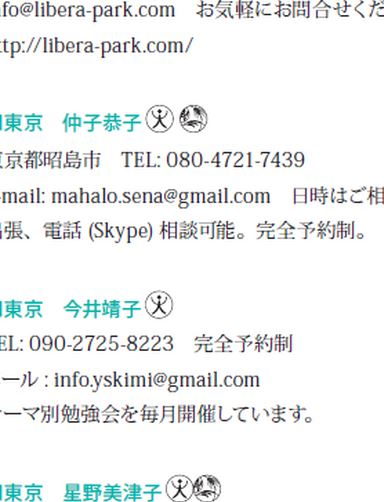 nfo@libera-park.com　お気軽にお問合せくだ
ttp://libera-park.com/
東京　仲子恭子
東京都昭島市　TEL: 080-4721-7439
-mail: mahalo.sena@gmail.com　日時はご相
出張、電話 (Skype) 相談可能。完全予約制。
東京　今井靖子
EL: 090-2725-8223　完全予約制
ール : info.yskimi@gmail.com
ーマ別勉強会を毎月開催しています。
東京　星野美津子